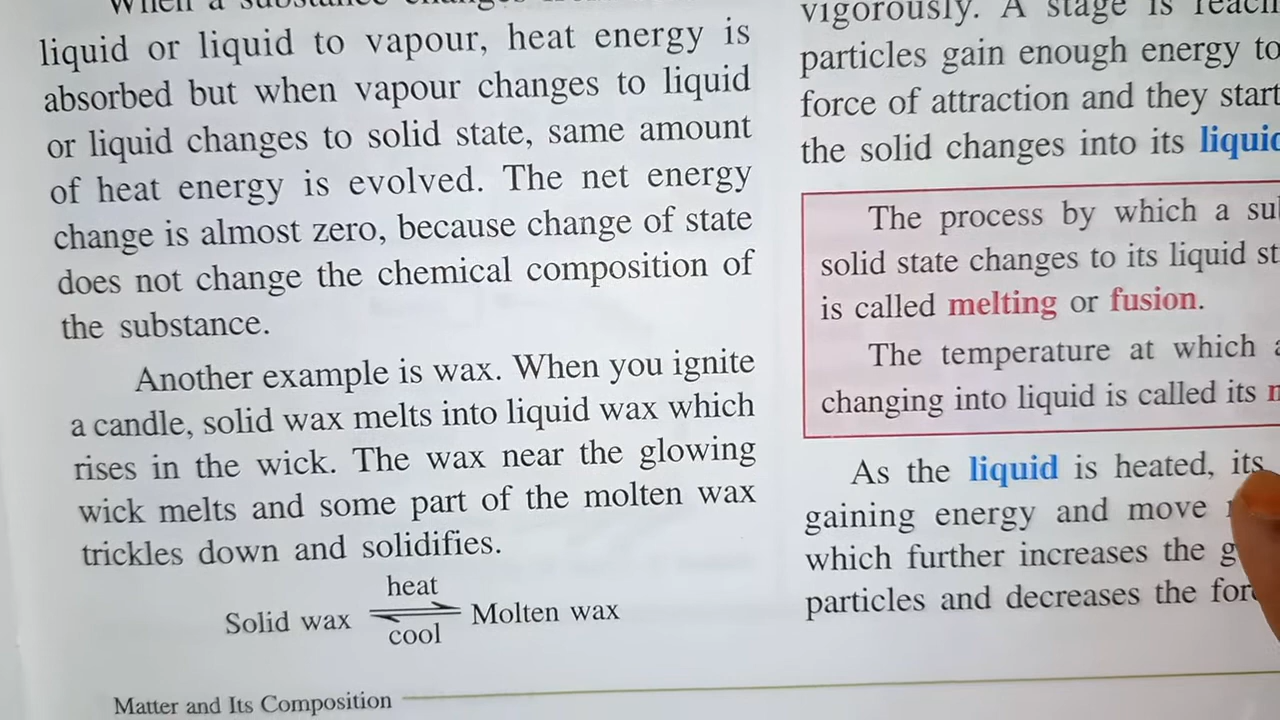 When a substance changes
liquid or liquid to vapour, heat energy is
absorbed but when vapour changes to liquid
or liquid changes to solid state, same amount
of heat energy is evolved. The net energy
change is almost zero, because change of state
does not change the chemical composition of
the substance.
Another example is wax. When you ignite
a candle, solid wax melts into liquid wax which
rises in the wick. The wax near the glowing
wick melts and some part of the molten wax
trickles down and solidifies.
heat
Solid wax ⇌ Molten wax
cool
Matter and Its Composition
vigorously. A stage is
particles gain enough energy to
force of attraction and they start
the solid changes into its liquid
The process by which a
solid state changes to its liquid
is called melting or fusion.
The temperature at which
changing into liquid is called its
As the liquid is heated, its
gaining energy and move
which further increases the
particles and decreases the